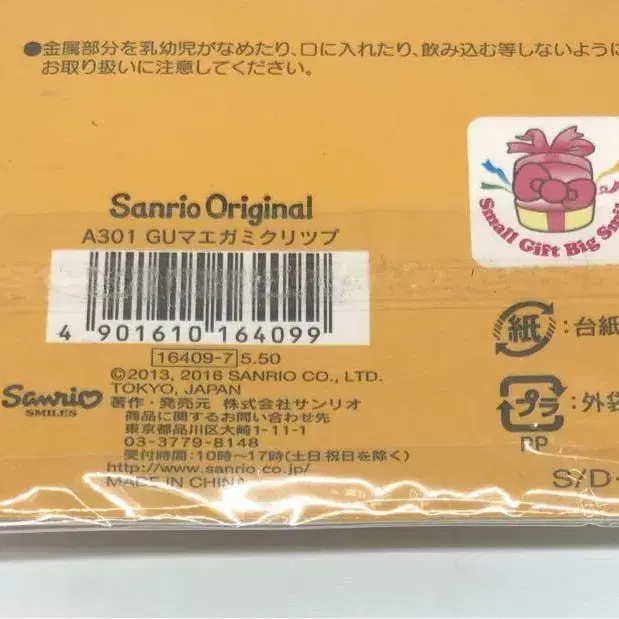 ●金属部分を乳幼児がなめたり、口に入れたり、飲み込む等しないように
お取り扱いに注意してください。
Small Gift Big Smil
Sanrio Original
A301 GUマエガミクリツプ
4 901610 164099
16409-7 5.50
©2013, 2016 SANRIO CO., LTD.
TOKYO, JAPAN
Sanrio
SMILES
著作・発売元 株式会社サンリオ
商品に関するお問い合わせ先
東京都品川区大崎1-11-1
03-3779-8148
受付時間:10時〜17時(土日祝日を除く)
http://www.sanrio.co.jp/
MADE IN CHINA
紙:台紙
プラ:外袋
PP
S/D